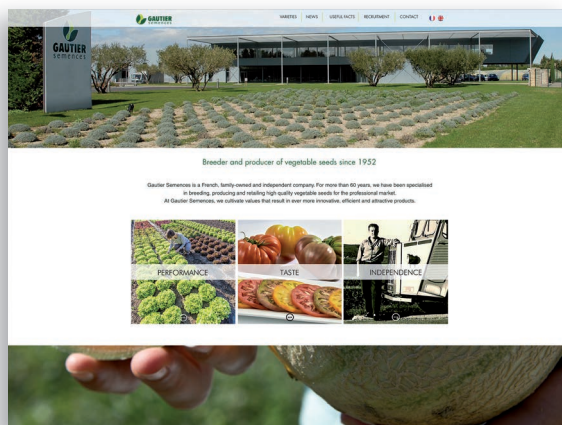 GAUTIER
semences
VARIETIES
NEWS
USEFUL FACTS
RECRUITMENT
CONTACT
GAUTIER
semences
Breeder and producer of vegetable seeds since 1952
Gautier Semences is a French, family-owned and independent company. For more than 60 years, we have been specialised
in breeding, producing and retailing high quality vegetable seeds for the professional market.
At Gautier Semences, we cultivate values that result in ever more innovative, efficient and attractive products.
PERFORMANCE
TASTE
INDEPENDENCE